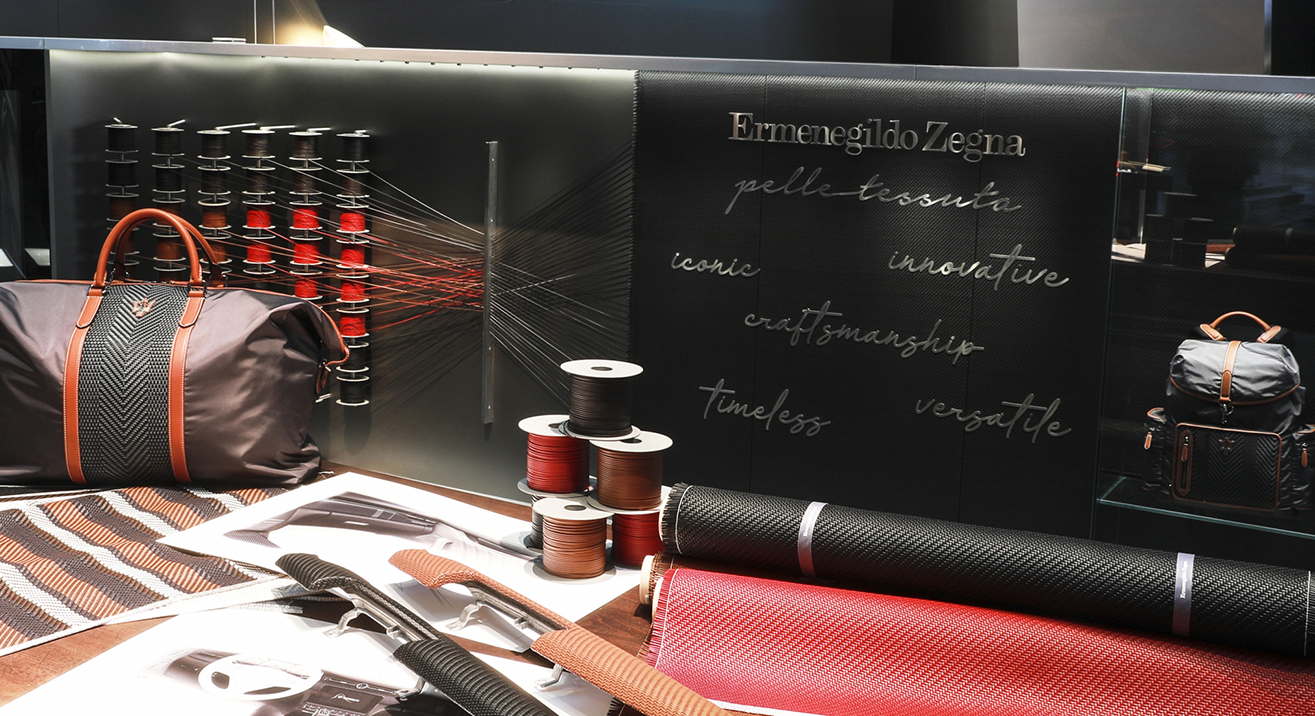 Ermenegildo Zegna
pelle tessuta
iconic
innovative
craftsmanship
timeless
versatile